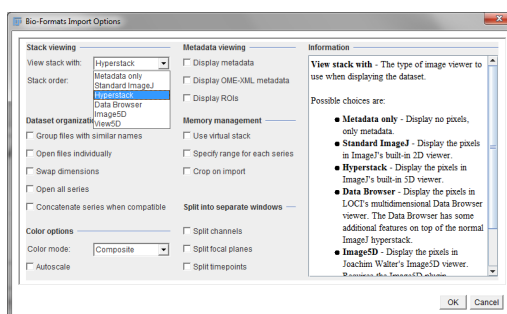 Bio-Formats Import Options
Stack viewing
View stack with:
Hyperstack
Stack order:
Metadata only
Standard ImageJ
Hyperstack
Data Browser
Image5D
View5D
Dataset organizati
Group files with similar names
Open files individually
Swap dimensions
Open all series
Concatenate series when compatible
Color options
Color mode:
Composite
Autoscale
Metadata viewing
Display metadata
Display OME-XML metadata
Display ROIs
Memory management
Use virtual stack
Specify range for each series
Crop on import
Split into separate windows
Split channels
Split focal planes
Split timepoints
Information
View stack with - The type of image viewer to
use when displaying the dataset.
Possible choices are:
Metadata only - Display no pixels,
only metadata.
Standard ImageJ - Display the pixels
in ImageJ's built-in 2D viewer.
Hyperstack - Display the pixels in
ImageJ's built-in 5D viewer.
Data Browser - Display the pixels in
LOCI's multidimensional Data Browser
viewer. The Data Browser has some
additional features on top of the normal
ImageJ hyperstack.
Image5D - Display the pixels in
Joachim Walter's Image5D viewer.
Requires the Image5D plugin
OK
Cancel